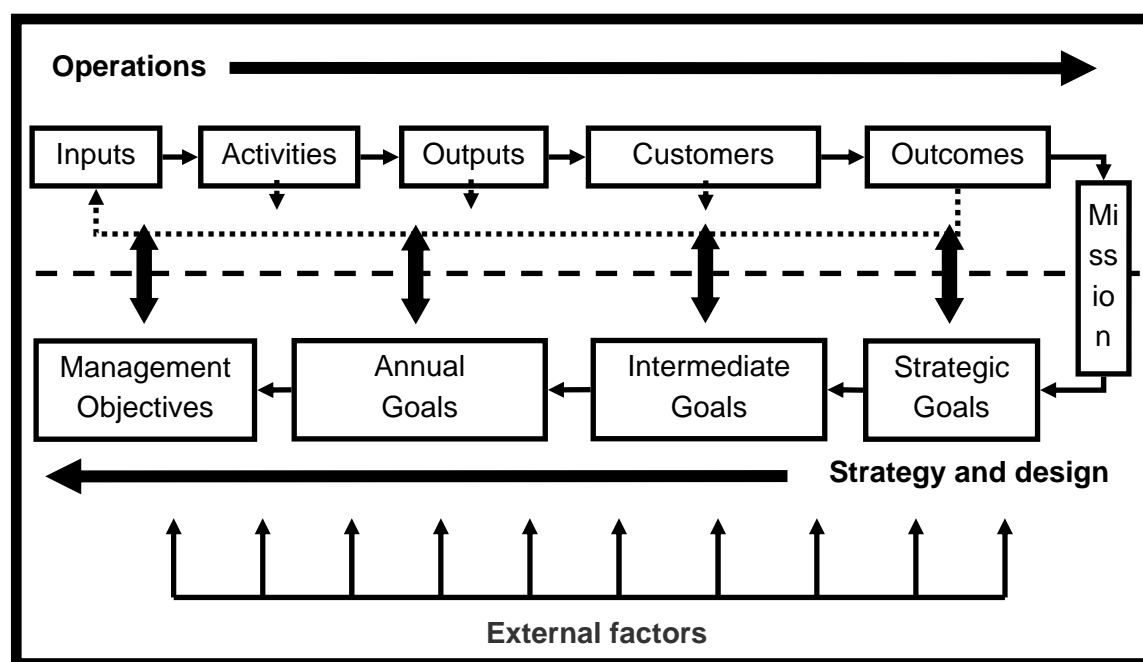 Operations
Inputs
Activities
Outputs
Customers
Outcomes
Mi
ss
io
n
Management
Objectives
Annual
Goals
Intermediate
Goals
Strategic
Goals
Strategy and design
External factors